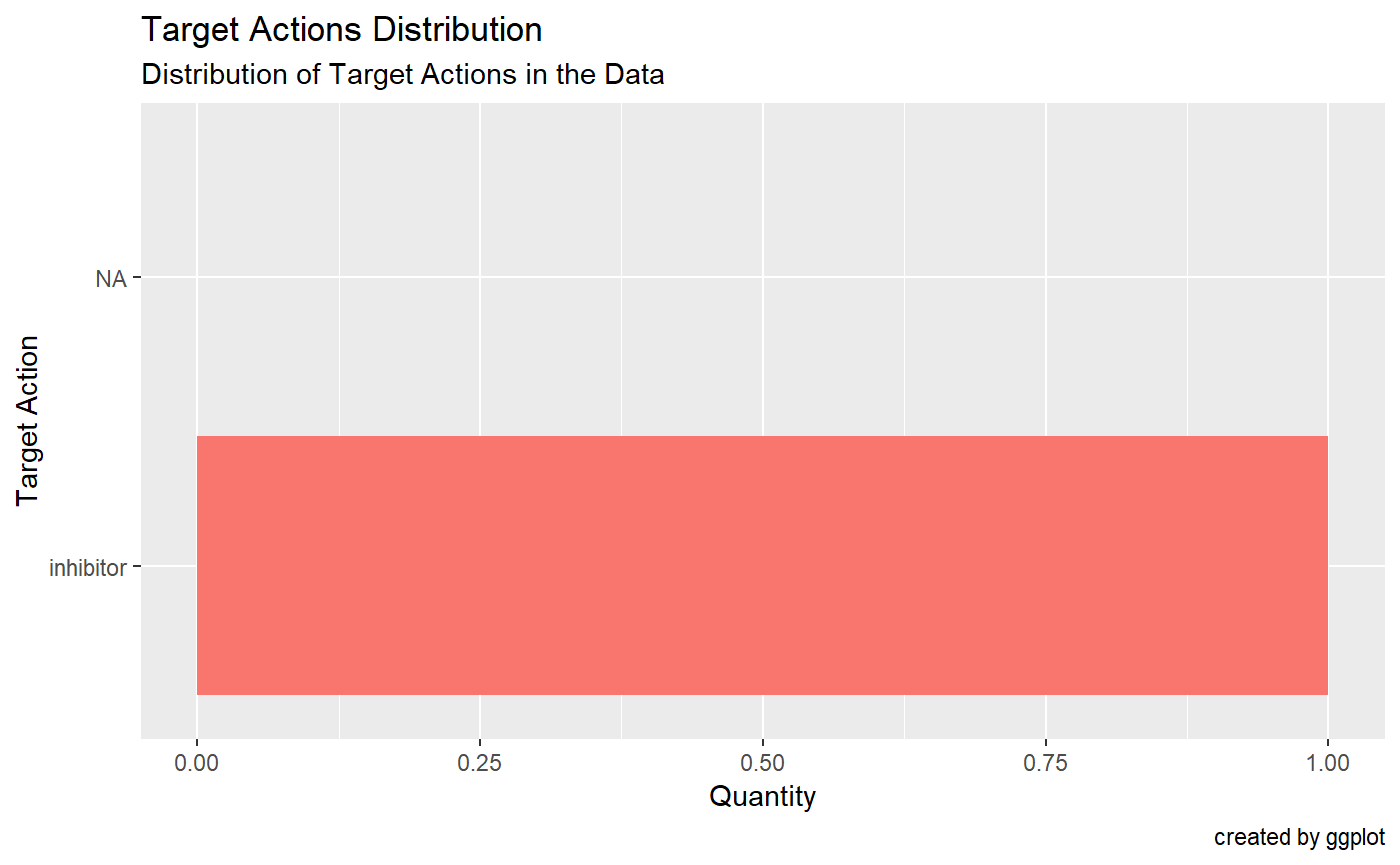 Target Actions Distribution
Distribution of Target Actions in the Data
Target Action
NA
inhibitor
0.00 0.25 0.50 0.75 1.00
Quantity
created by ggplot